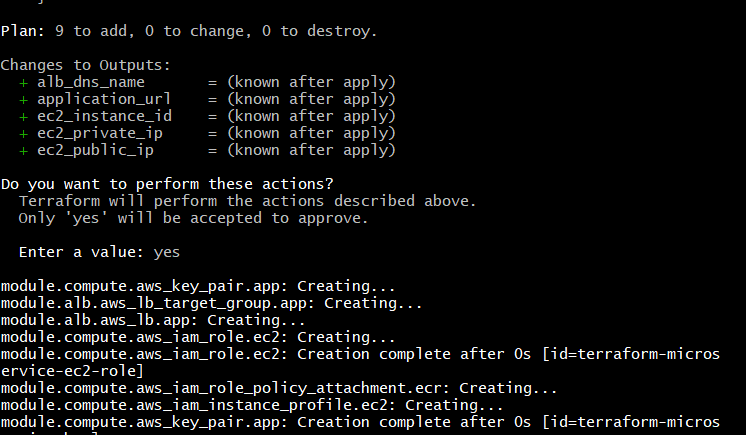 Plan: 9 to add, 0 to change, 0 to destroy.
Changes to Outputs:
+ alb_dns_name = (known after apply)
+ application_url = (known after apply)
+ ec2_instance_id = (known after apply)
+ ec2_private_ip = (known after apply)
+ ec2_public_ip = (known after apply)
Do you want to perform these actions?
Terraform will perform the actions described above.
Only 'yes' will be accepted to approve.
Enter a value: yes
module.compute.aws_key_pair.app: Creating...
module.alb.aws_lb_target_group.app: Creating...
module.alb.aws_lb.app: Creating...
module.compute.aws_iam_role.ec2: Creating...
module.compute.aws_iam_role.ec2: Creation complete after 0s [id=terraform-micros
ervice-ec2-role]
module.compute.aws_iam_role_policy_attachment.ecr: Creating...
module.compute.aws_iam_instance_profile.ec2: Creating...
module.compute.aws_key_pair.app: Creation complete after 0s [id=terraform-micros